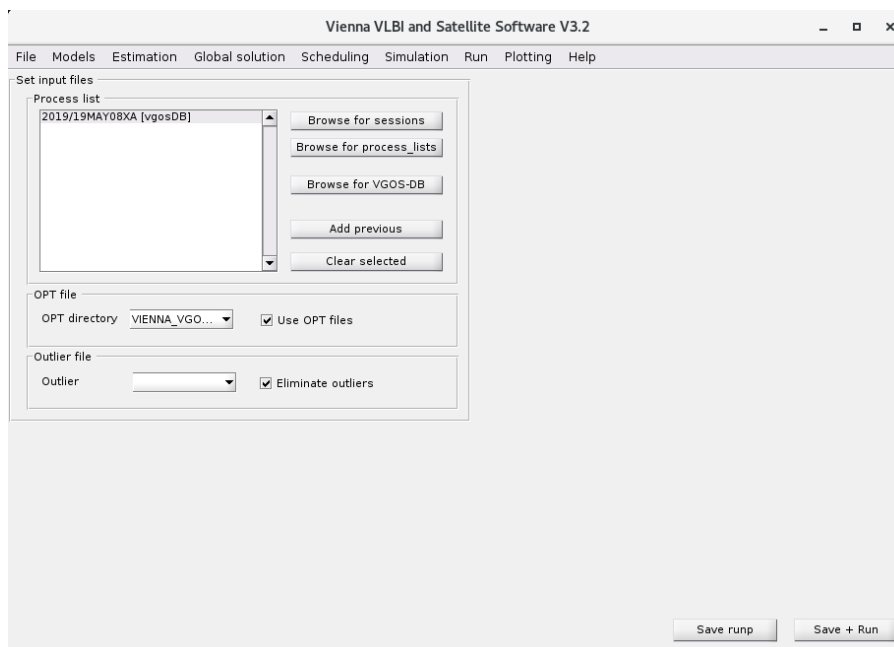 Vienna VLBI and Satellite Software V3.2
File Models Estimation Global solution Scheduling Simulation Run Plotting Help
Set input files
Process list
2019/19MAY08XA [vgosDB]
Browse for sessions
Browse for process_lists
Browse for VGOS-DB
Add previous
Clear selected
OPT file
OPT directory VIENNA_VGO... Use OPT files
Outlier file
Outlier Eliminate outliers
Save runp Save + Run